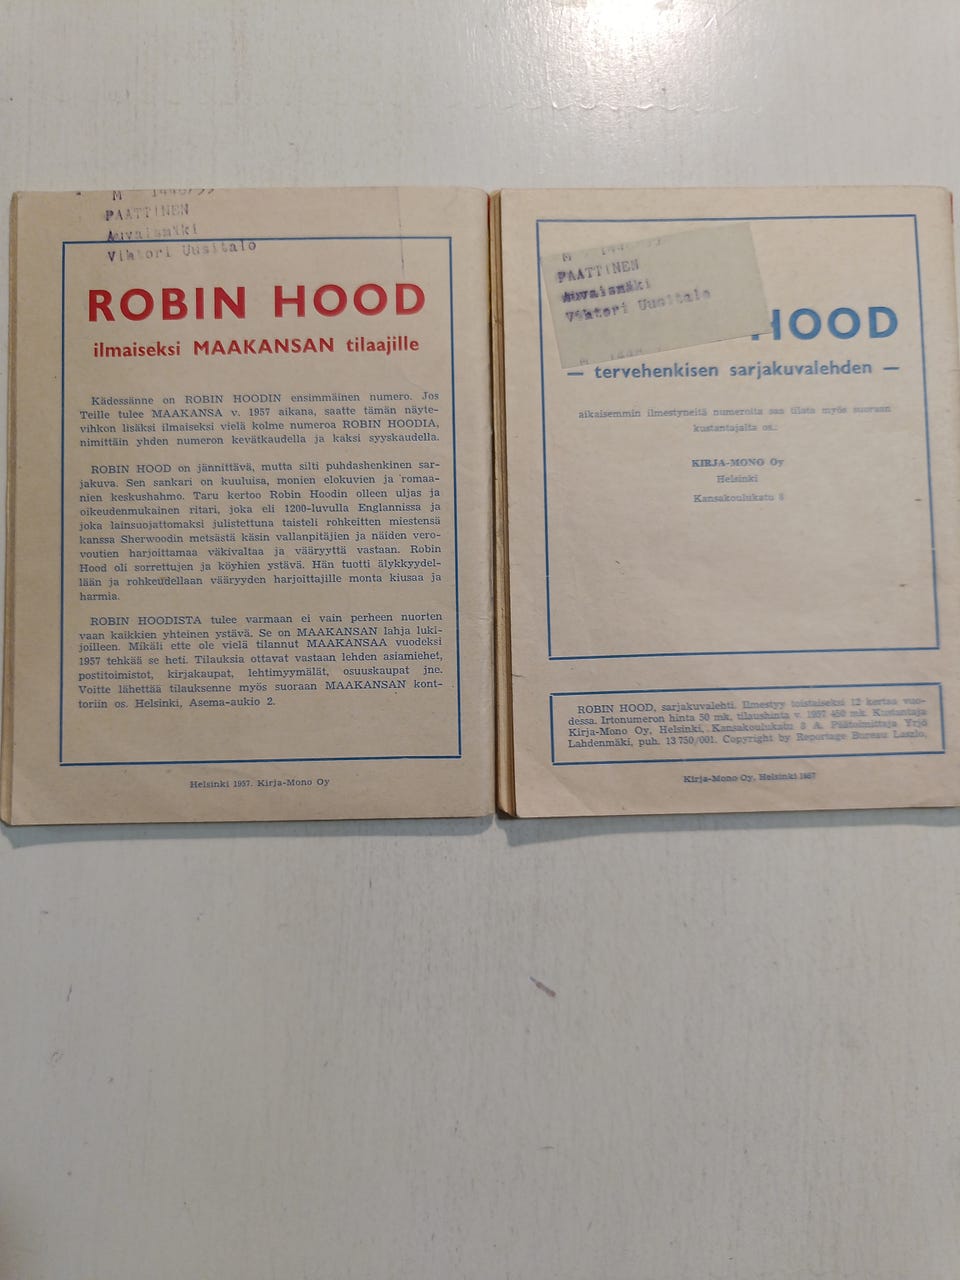 PAATTINEN
Auvaismäki
Vihtori Uusitalo
ROBIN HOOD
ilmaiseksi MAAKANSAN tilaajille
Kädessänne on ROBIN HOODIN ensimmäinen numero. Jos
Teille tulee MAAKANSA v. 1957 aikana, saatte tämän näyte-
vihkon lisäksi ilmaiseksi vielä kolme numeroa ROBIN HOODIA,
nimittäin yhden numeron kevätkaudella ja kaksi syyskaudella.
ROBIN HOOD on jännittävä, mutta silti puhdashenkinen sar-
jakuva. Sen sankari on kuuluisa, monien elokuvien ja romaa-
nien keskushahmo. Taru kertoo Robin Hoodin olleen uljas ja
oikeudenmukainen ritari, joka eli 1200-luvulla Englannissa ja
joka lainsuojattomaksi julistettuna taisteli rohkeitten miestensä
kanssa Sherwoodin metsästä käsin vallanpitäjien ja näiden vero-
voutien harjoittamaa väkivaltaa ja vääryyttä vastaan. Robin
Hood oli sorrettujen ja köyhien ystävä. Hän tuotti älykkyydel-
lään ja rohkeudellaan vääryyden harjoittajille monta kiusaa ja
harmia.
ROBIN HOODISTA tulee varmaan ei vain perheen nuorten
vaan kaikkien yhteinen ystävä. Se on MAAKANSAN lahja luki-
joilleen. Mikäli ette ole vielä tilannut MAAKANSAA vuodeksi
1957 tehkää se heti. Tilauksia ottavat vastaan lehden asiamiehet,
postitoimistot, kirjakaupat, lehtimyymälät, osuuskaupat jne.
Voitte lähettää tilauksenne myös suoraan MAAKANSAN kont-
toriin os. Helsinki, Asema-aukio 2.
Helsinki 1957. Kirja-Mono Oy
PAATTINEN
Auvaismäki
Vihtori Uusitalo
HOOD
— tervehenkisen sarjakuvalehden —
aikaisemmin ilmestyneitä numeroita saa tilata myös suoraan
kustantajalta os.:
KIRJA-MONO Oy
Helsinki
Kansakoulukatu 8
ROBIN HOOD, sarjakuvalehti. Ilmestyy toistaiseksi 12 kertaa vuo-
dessa. Irtonumeron hinta 50 mk, tilaushinta v. 1957 450 mk. Kustantaja
Kirja-Mono Oy, Helsinki, Kansakoulukatu 8 A. Päätoimittaja Yrjö
Lahdenmäki, puh. 13 750/001. Copyright by Reportage Bureau Laszlo,
Kirja-Mono Oy, Helsinki 1957